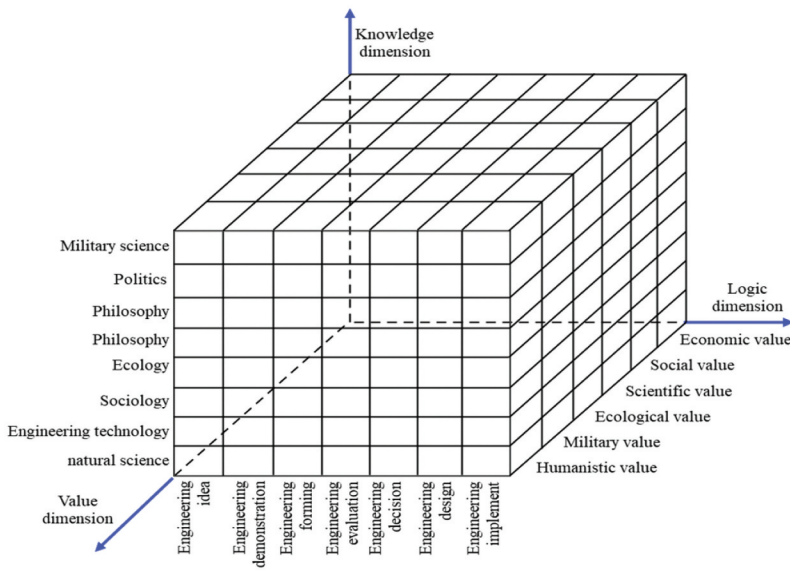 Knowledge
dimension
Military science
Politics
Philosophy
Philosophy
Ecology
Sociology
Engineering technology
natural science
Logic
dimension
Economic value
Social value
Scientific value
Ecological value
Military value
Humanistic value
Value
dimension
Engineering
idea
Engineering
demonstration
Engineering
forming
Engineering
evaluation
Engineering
decision
Engineering
design
Engineering
implement